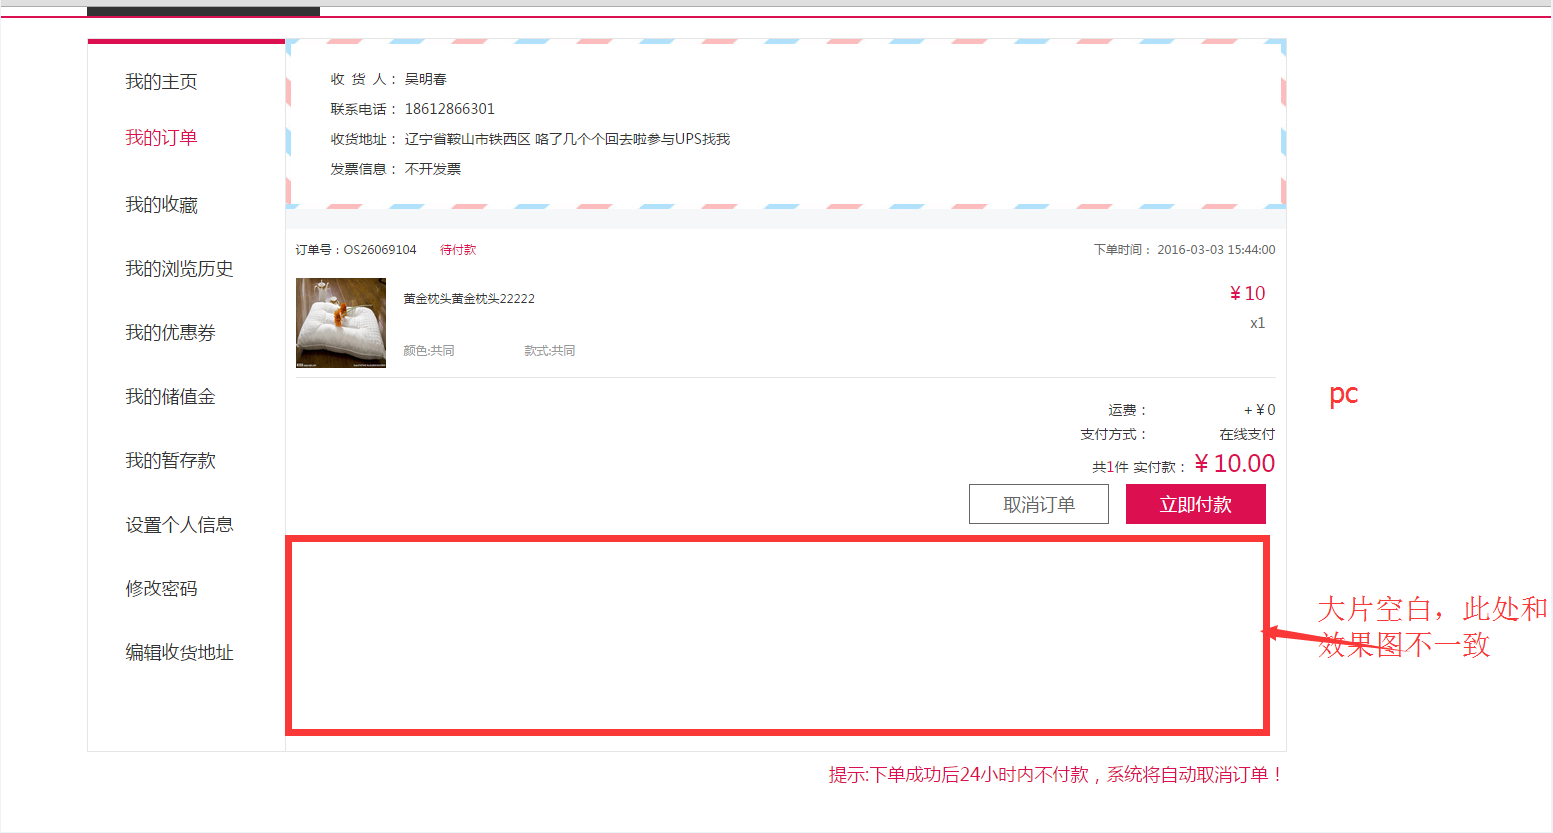 我的主页
我的订单
我的收藏
我的浏览历史
我的优惠券
我的储值金
我的暂存款
设置个人信息
修改密码
编辑收货地址
收 货 人： 吴明春
联系电话： 18612866301
收货地址： 辽宁省鞍山市铁西区 咯了几个个回去啦参与UPS找我
发票信息： 不开发票
订单号：OS26069104 待付款 下单时间： 2016-03-03 15:44:00
黄金枕头黄金枕头22222 ¥10
x1
颜色:共同 款式:共同
运费： +¥0
支付方式： 在线支付
共1件 实付款： ¥10.00
取消订单 立即付款
pc
大片空白，此处和
效果图不一致
提示:下单成功后24小时内不付款，系统将自动取消订单！